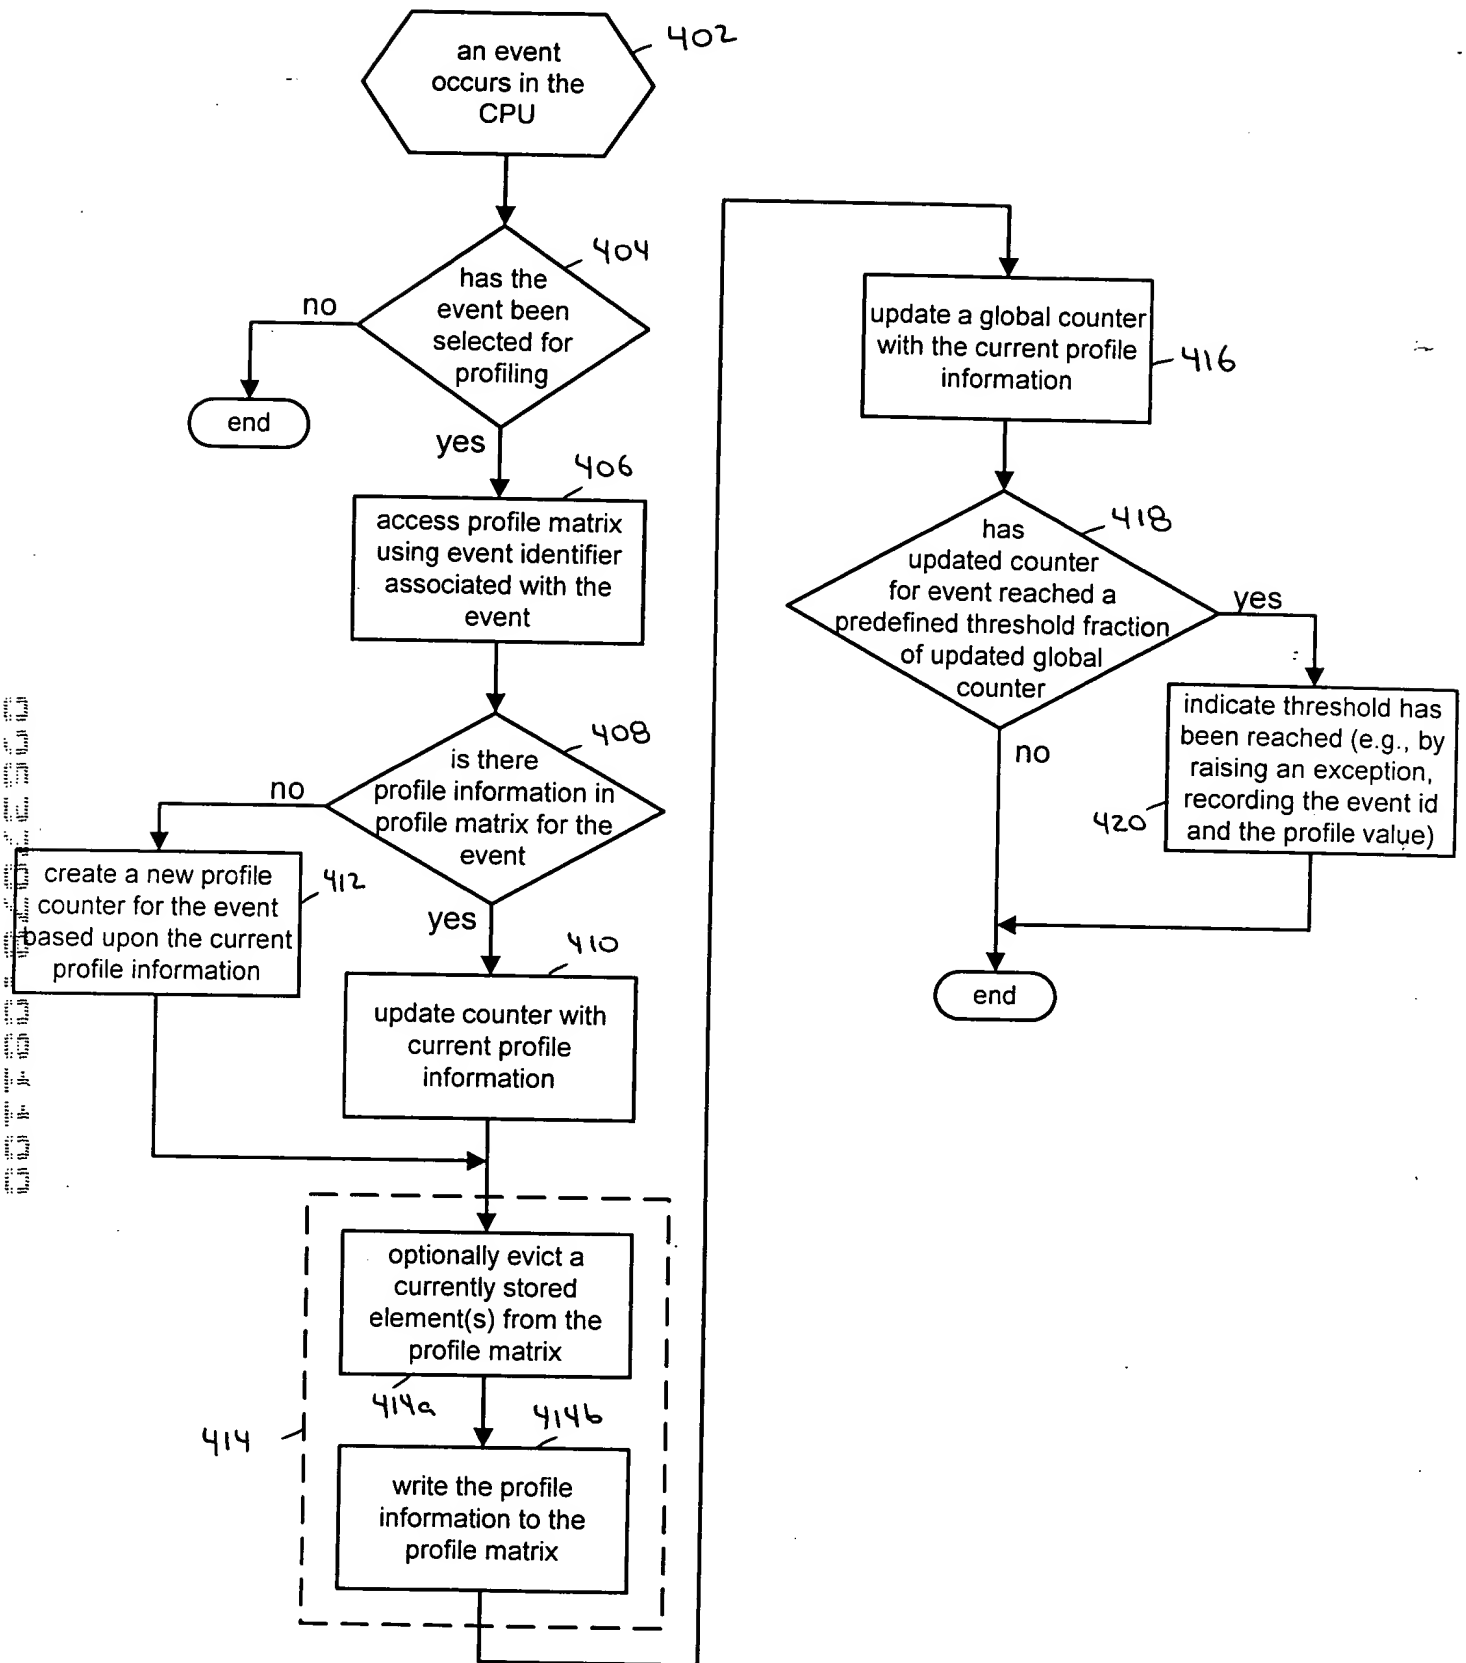 an event
occurs in the
CPU
402
has the
event been
selected for
profiling
404
no
end
yes
406
access profile matrix
using event identifier
associated with the
event
408
is there
profile information in
profile matrix for the
event
no
create a new profile
counter for the event
based upon the current
profile information
412
yes
410
update counter with
current profile
information
optionally evict a
currently stored
element(s) from the
profile matrix
414a
414
414b
write the profile
information to the
profile matrix
update a global counter
with the current profile
information
416
418
has
updated counter
for event reached a
predefined threshold fraction
of updated global
counter
yes
indicate threshold has
been reached (e.g., by
raising an exception,
recording the event id
and the profile value)
420
no
end